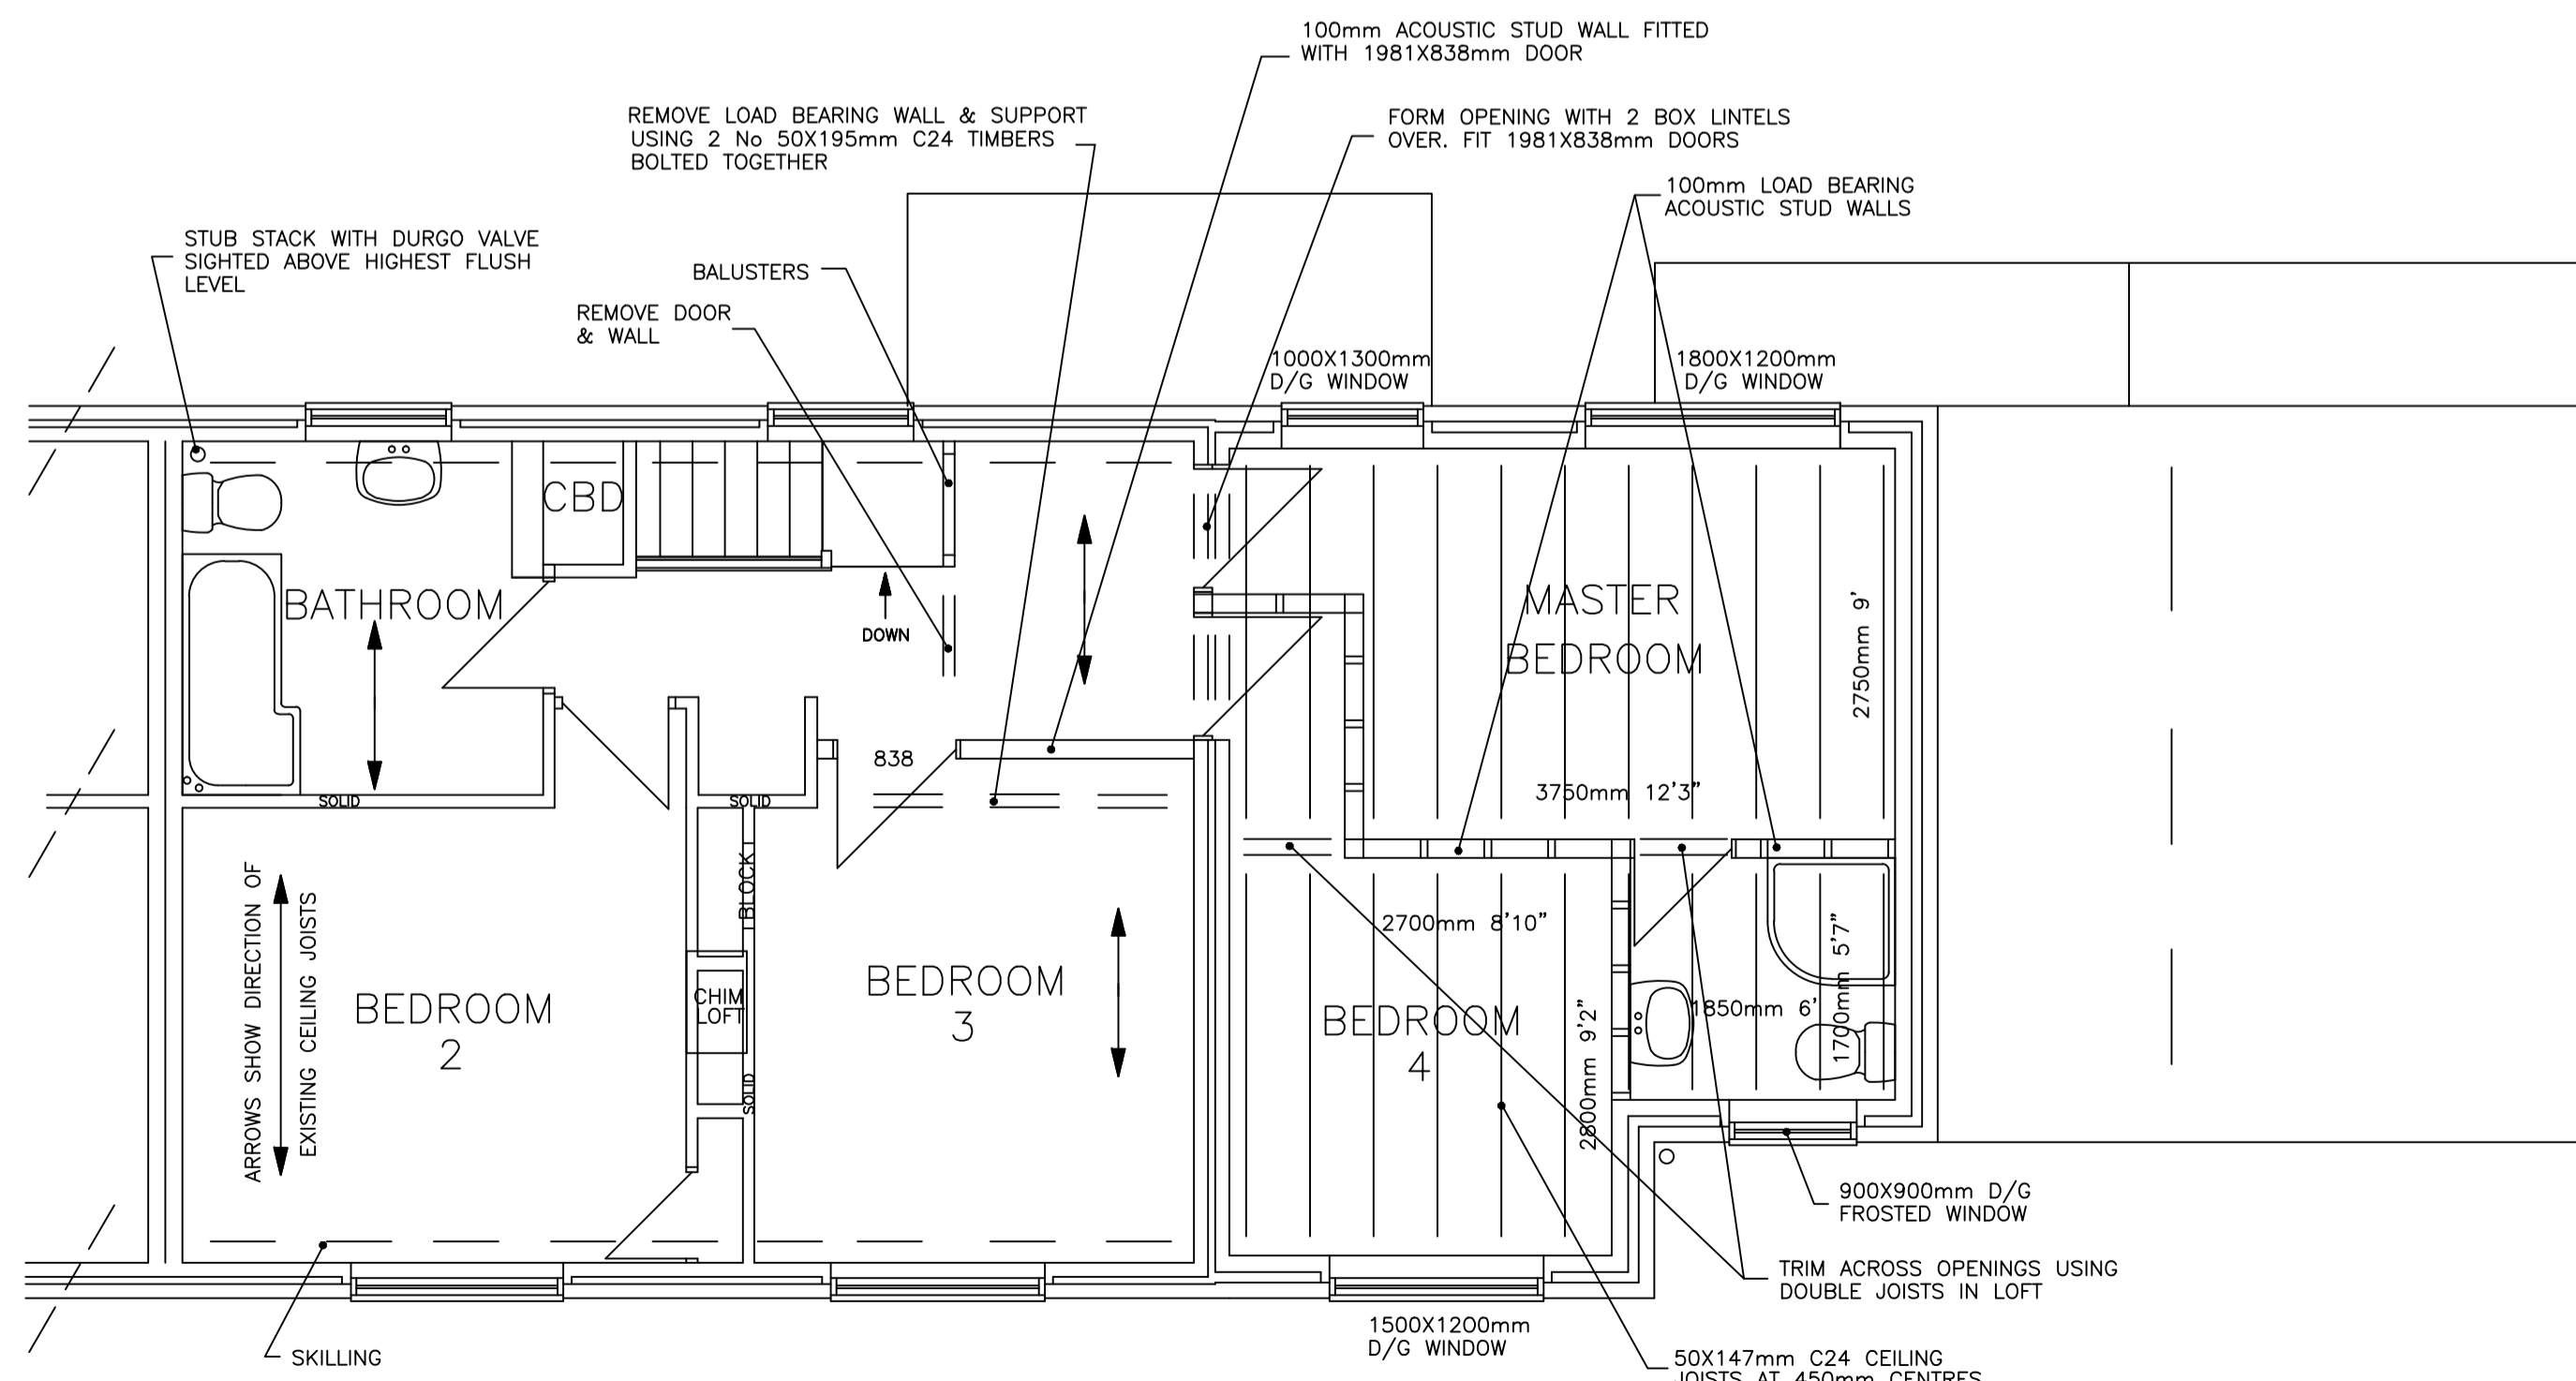 100mm ACOUSTIC STUD WALL FITTED
WITH 1981X838mm DOOR
REMOVE LOAD BEARING WALL & SUPPORT
USING 2 No 50X195mm C24 TIMBERS
BOLTED TOGETHER
FORM OPENING WITH 2 BOX LINTELS
OVER. FIT 1981X838mm DOORS
100mm LOAD BEARING
ACOUSTIC STUD WALLS
STUB STACK WITH DURGO VALVE
SIGHTED ABOVE HIGHEST FLUSH
LEVEL
BALUSTERS
REMOVE DOOR
& WALL
1000X1300mm
D/G WINDOW
1800X1200mm
D/G WINDOW
CBD
BATHROOM
DOWN
MASTER
BEDROOM
2750mm 9'
838
3750mm 12'3"
SOLID
SOLID
BLOCK
ARROWS SHOW DIRECTION OF
EXISTING CEILING JOISTS
BEDROOM
2
CHIM
LOFT
SOLID
BEDROOM
3
2700mm 8'10"
BEDROOM
4
2800mm 9'2"
1850mm 6'
1700mm 5'7"
900X900mm D/G
FROSTED WINDOW
TRIM ACROSS OPENINGS USING
DOUBLE JOISTS IN LOFT
SKILLING
1500X1200mm
D/G WINDOW
50X147mm C24 CEILING
JOISTS AT 450mm CENTRES